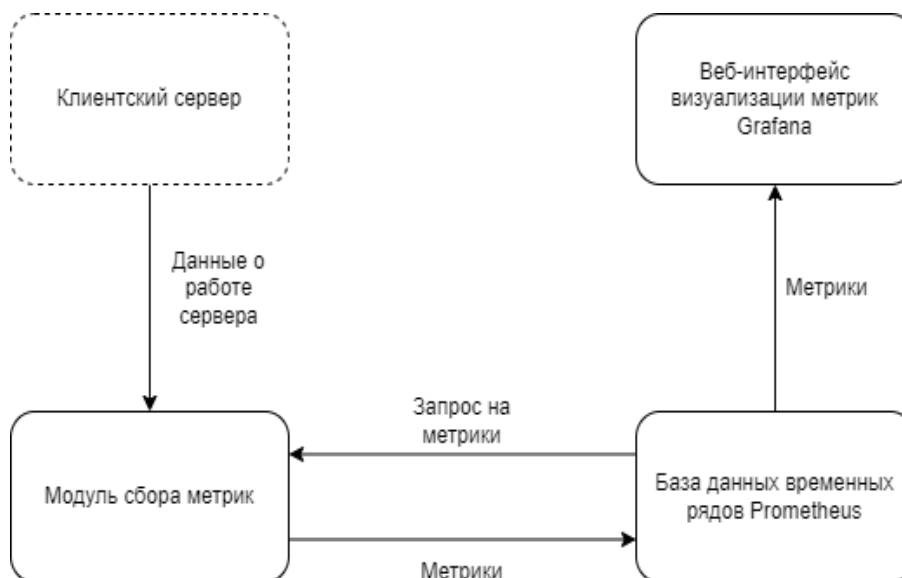 Клиентский сервер
Веб-интерфейс
визуализации метрик
Grafana
Данные о
работе
сервера
Метрики
Запрос на
метрики
Модуль сбора метрик
База данных временных
рядов Prometheus
Метрики